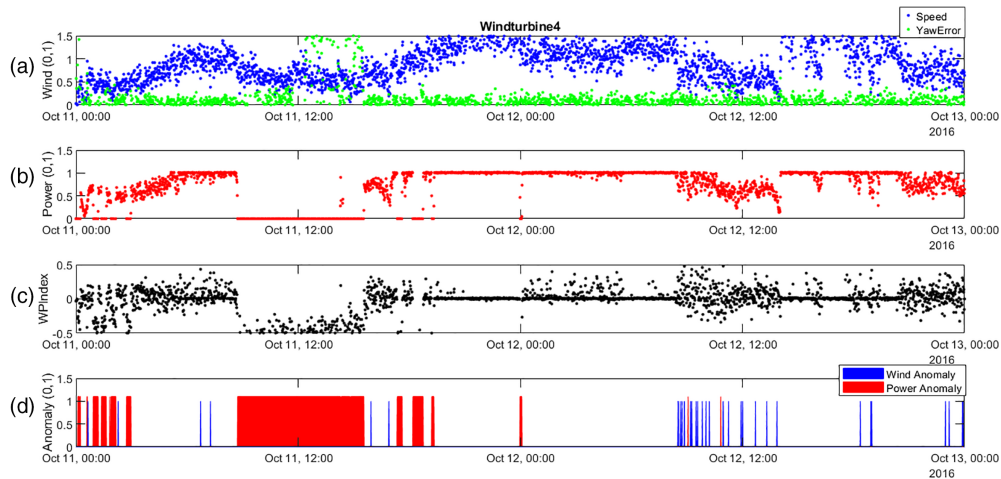 Windturbine4
Speed
YawError
(a)
Wind (0,1)
1.5
1
0.5
0
Oct 11, 00:00 Oct 11, 12:00 Oct 12, 00:00 Oct 12, 12:00 Oct 13, 00:00
2016
(b)
Power (0,1)
1.5
1
0.5
0
Oct 11, 00:00 Oct 11, 12:00 Oct 12, 00:00 Oct 12, 12:00 Oct 13, 00:00
2016
(c)
WPIndex
0.5
0
-0.5
Oct 11, 00:00 Oct 11, 12:00 Oct 12, 00:00 Oct 12, 12:00 Oct 13, 00:00
2016
Wind Anomaly
Power Anomaly
(d)
Anomaly (0,1)
1.5
1
0.5
0
Oct 11, 00:00 Oct 11, 12:00 Oct 12, 00:00 Oct 12, 12:00 Oct 13, 00:00
2016